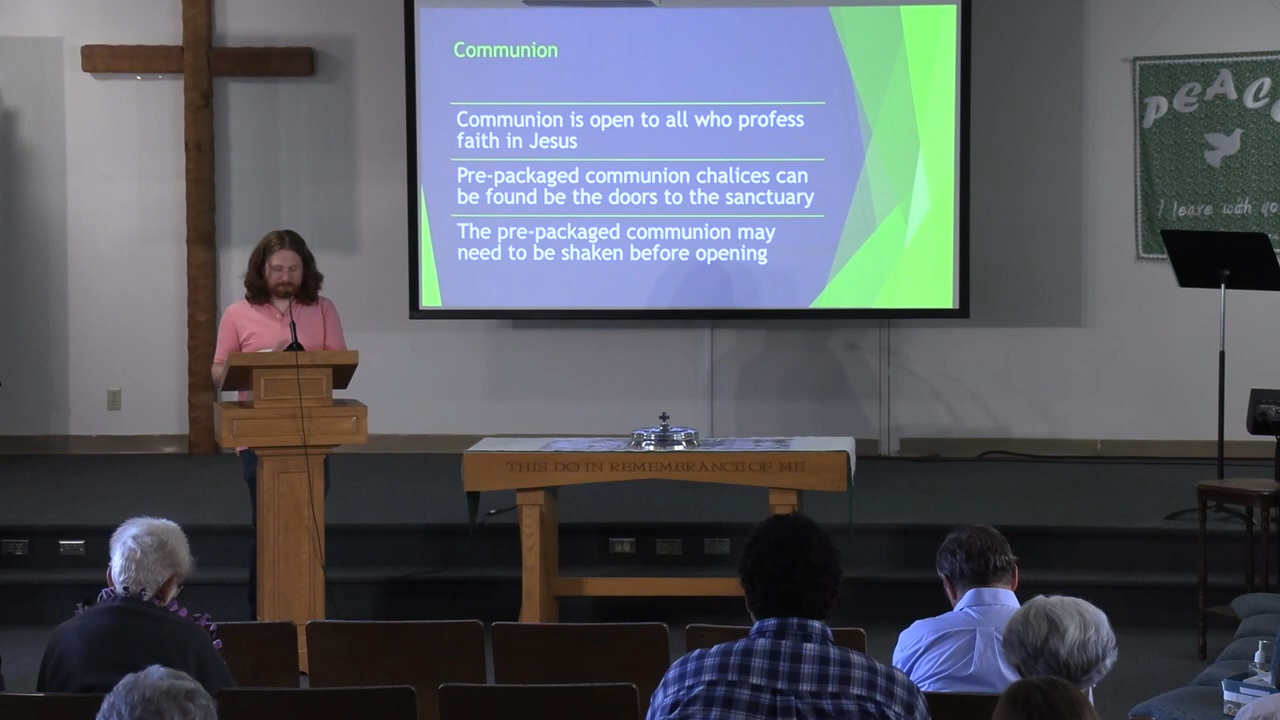 Communion
Communion is open to all who profess
faith in Jesus
Pre-packaged communion chalices can
be found be the doors to the sanctuary
The pre-packaged communion may
need to be shaken before opening
PEACE
I leave with
THIS DO IN REMEMBRANCE OF ME